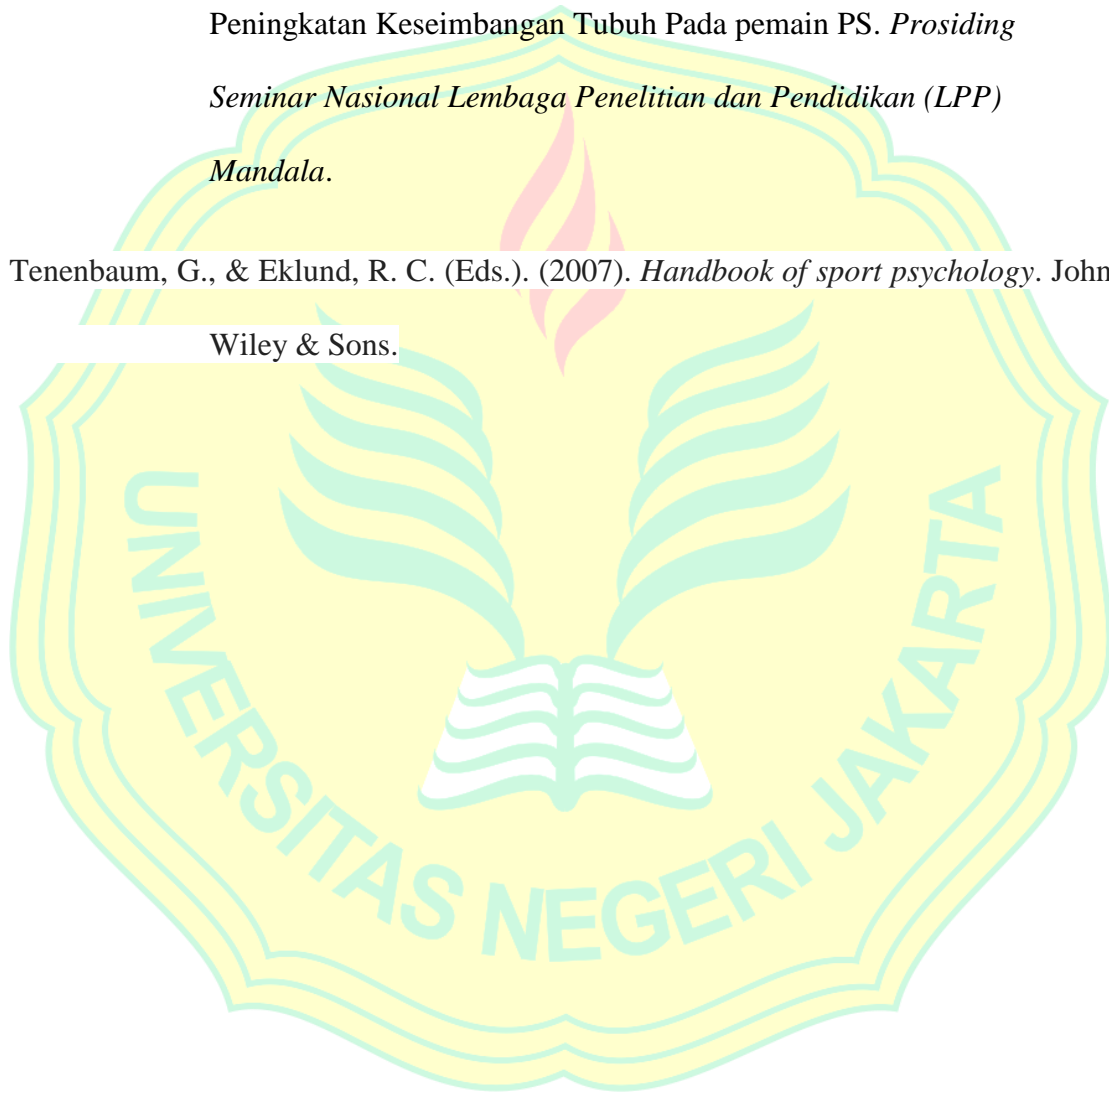 Peningkatan Keseimbangan Tubuh Pada pemain PS. Prosiding
Seminar Nasional Lembaga Penelitian dan Pendidikan (LPP)
Mandala.
Tenenbaum, G., & Eklund, R. C. (Eds.). (2007). Handbook of sport psychology. John
Wiley & Sons.
UNIVERSITAS NEGERI JAKARTA